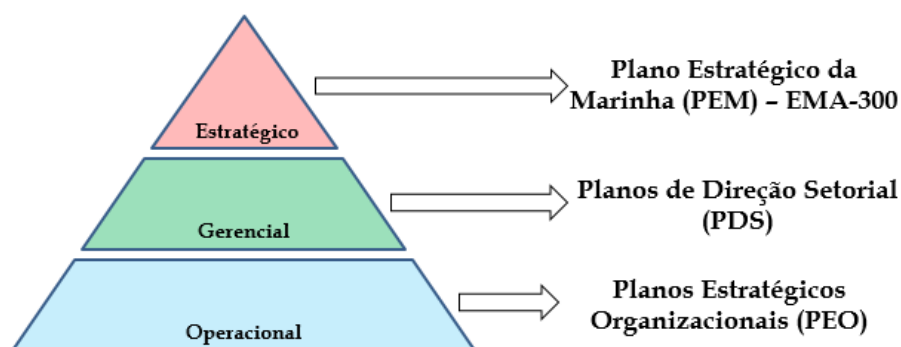 Estratégico
Plano Estratégico da
Marinha (PEM) – EMA-300
Gerencial
Planos de Direção Setorial
(PDS)
Operacional
Planos Estratégicos
Organizacionais (PEO)